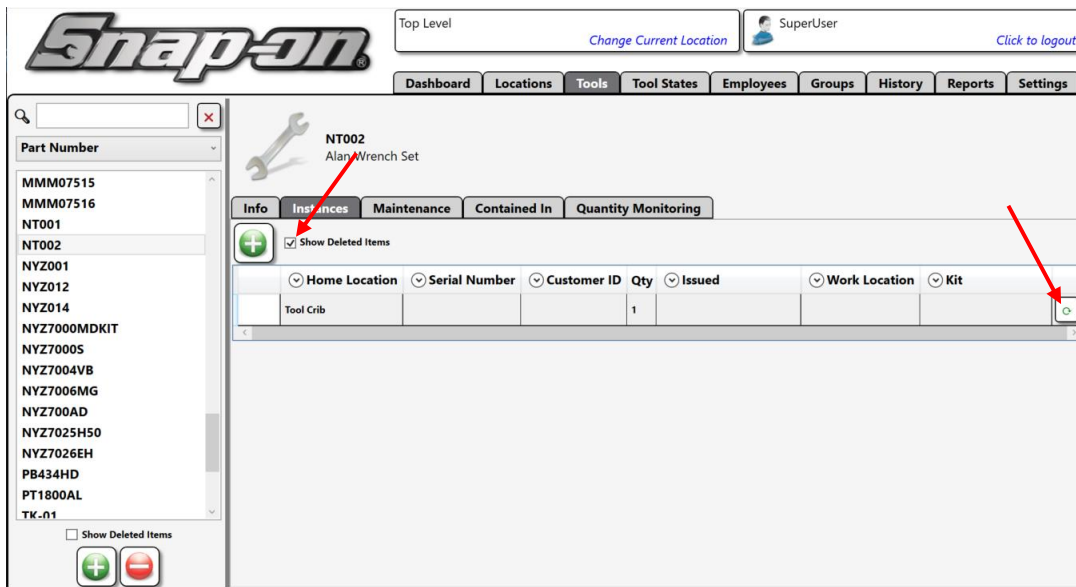 Snap-on®
Top Level
Change Current Location
SuperUser
Click to logout
Dashboard Locations Tools Tool States Employees Groups History Reports Settings
Part Number
MMM07515
MMM07516
NT001
NT002
NYZ001
NYZ012
NYZ014
NYZ7000MDKIT
NYZ7000S
NYZ7004VB
NYZ7006MG
NYZ700AD
NYZ7025H50
NYZ7026EH
PB434HD
PT1800AL
TK-01
Show Deleted Items
NT002
Alan Wrench Set
Info Instances Maintenance Contained In Quantity Monitoring
Show Deleted Items
Home Location Serial Number Customer ID Qty Issued Work Location Kit
Tool Crib 1